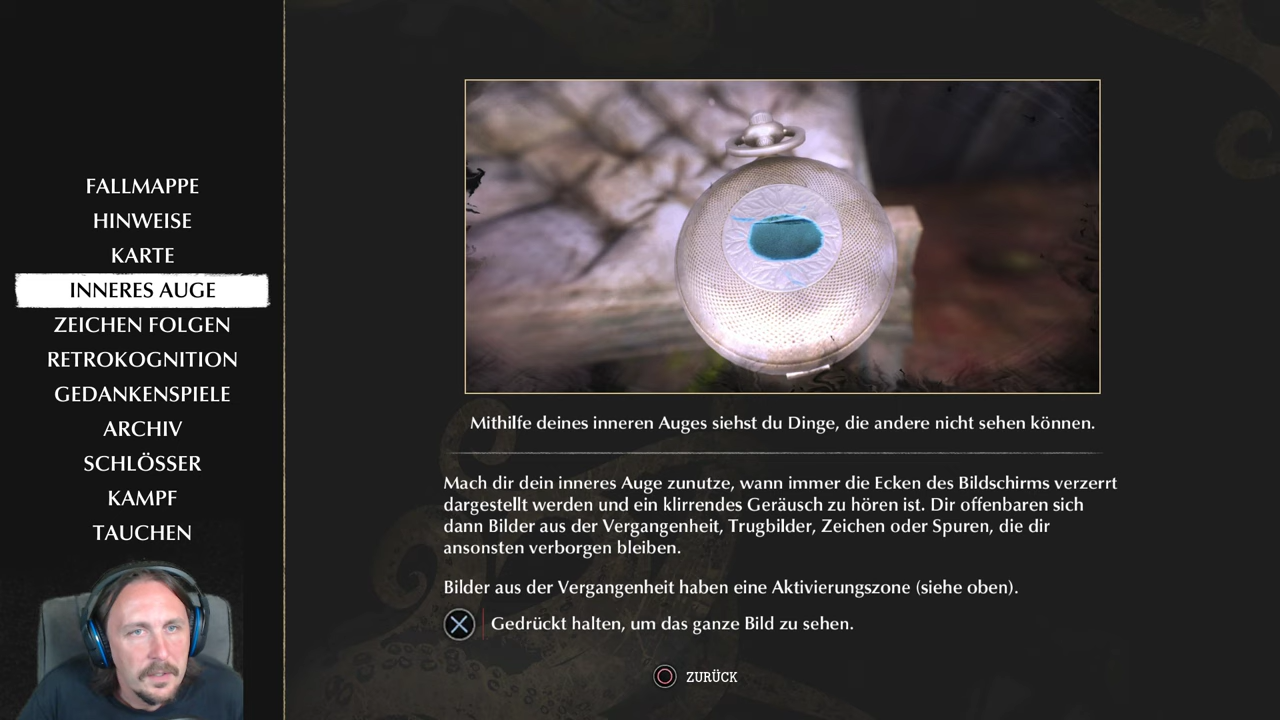 FALLMAPPE
HINWEISE
KARTE
INNERES AUGE
ZEICHEN FOLGEN
RETROKOGNITION
GEDANKENSPIELE
ARCHIV
SCHLÖSSER
KAMPF
TAUCHEN
Mithilfe deines inneren Auges siehst du Dinge, die andere nicht sehen können.
Mach dir dein inneres Auge zunutze, wann immer die Ecken des Bildschirms verzerrt
dargestellt werden und ein klirrendes Geräusch zu hören ist. Dir offenbaren sich
dann Bilder aus der Vergangenheit, Trugbilder, Zeichen oder Spuren, die dir
ansonsten verborgen bleiben.
Bilder aus der Vergangenheit haben eine Aktivierungszone (siehe oben).
Gedrückt halten, um das ganze Bild zu sehen.
ZURÜCK